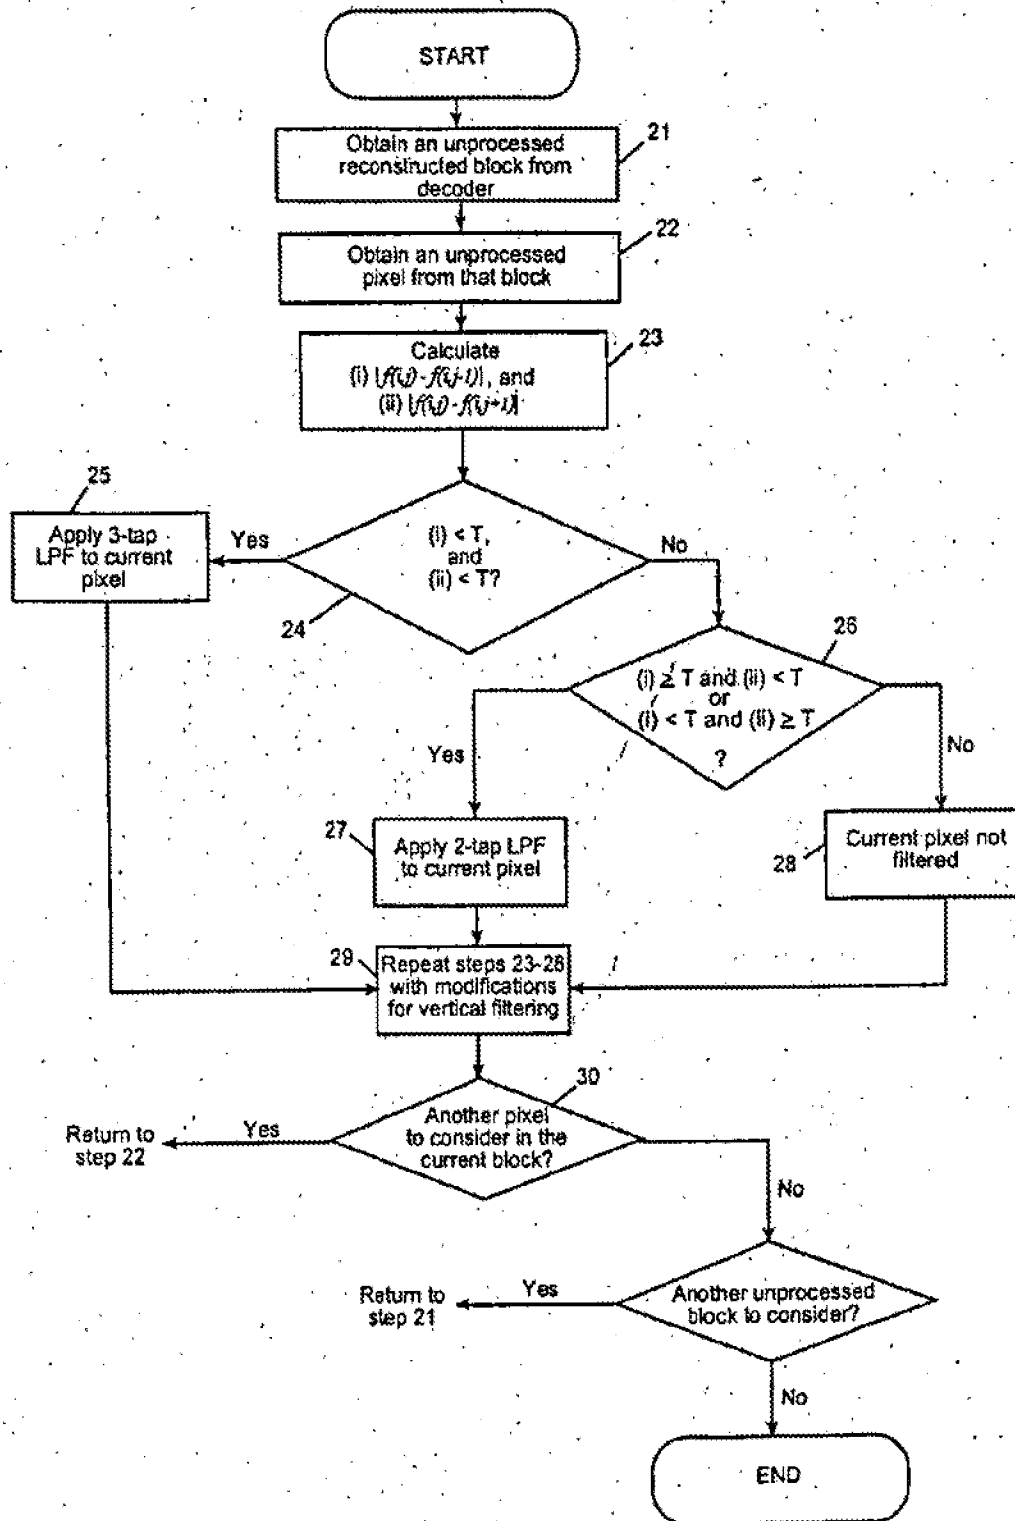 START
21
Obtain an unprocessed
reconstructed block from
decoder
22
Obtain an unprocessed
pixel from that block
23
Calculate
(i) |f(i,j) - f(i,j-1)|, and
(ii) |f(i,j) - f(i,j+1)|
25
Apply 3-tap
LPF to current
pixel
Yes
(i) < T,
and
(ii) < T?
24
No
26
(i) ≥ T and (ii) < T
or
(i) < T and (ii) ≥ T
?
Yes
No
27
Apply 2-tap LPF
to current pixel
28
Current pixel not
filtered
29
Repeat steps 23-28
with modifications
for vertical filtering
30
Another pixel
to consider in the
current block?
Yes
Return to
step 22
No
Another unprocessed
block to consider?
Yes
Return to
step 21
No
END